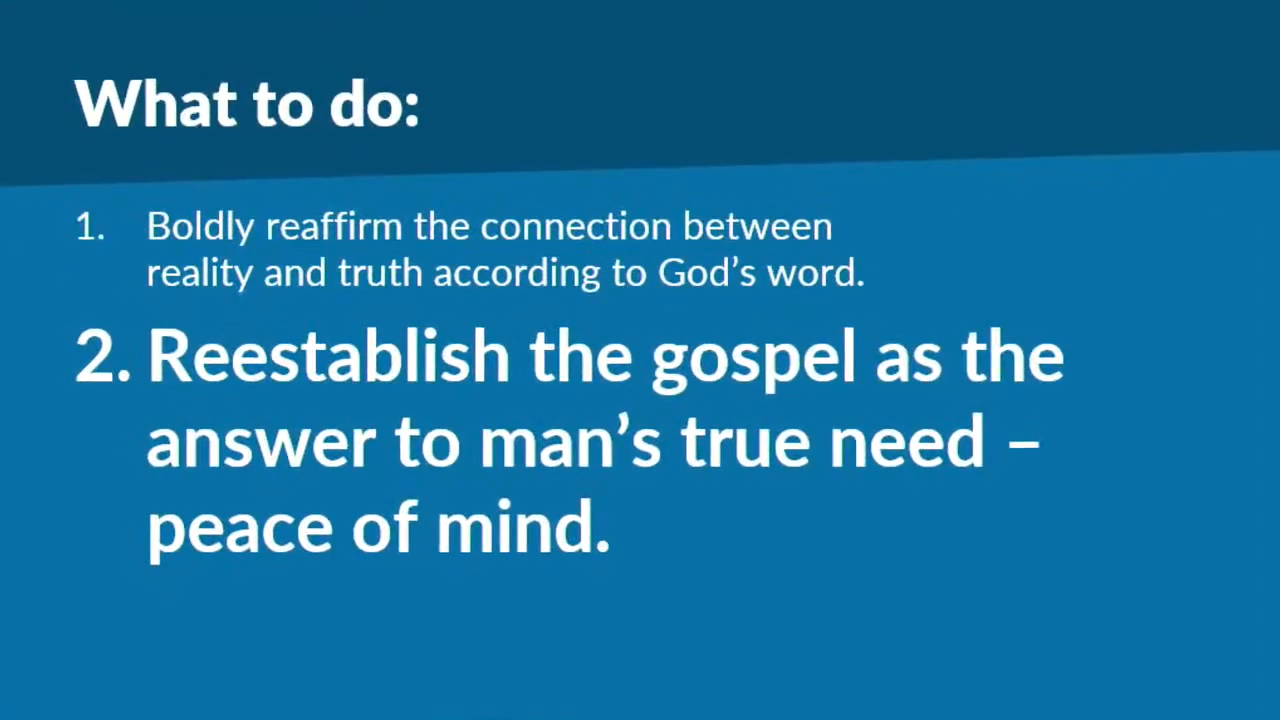 What to do:
1. Boldly reaffirm the connection between
reality and truth according to God’s word.
2. Reestablish the gospel as the
answer to man’s true need –
peace of mind.